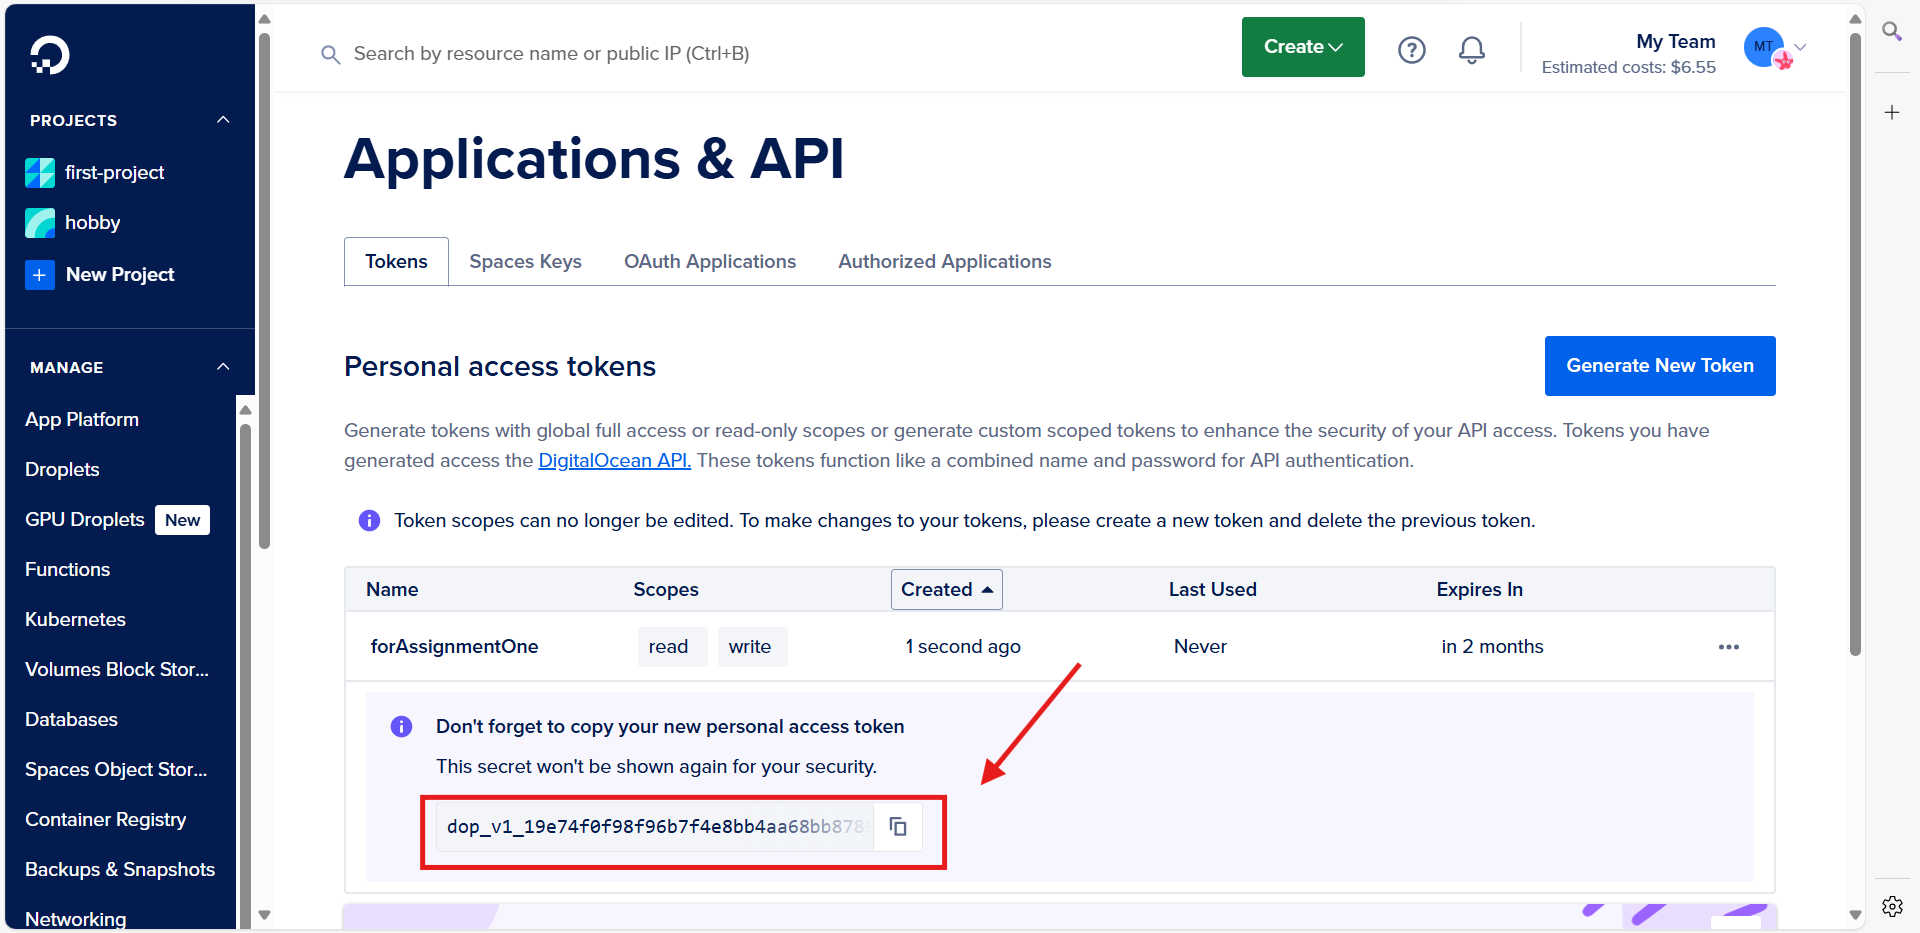 Search by resource name or public IP (Ctrl+B)
Create
My Team
Estimated costs: $6.55
MT
PROJECTS
first-project
hobby
New Project
MANAGE
App Platform
Droplets
GPU Droplets New
Functions
Kubernetes
Volumes Block Stor...
Databases
Spaces Object Stor...
Container Registry
Backups & Snapshots
Networking
Applications & API
Tokens Spaces Keys OAuth Applications Authorized Applications
Personal access tokens
Generate New Token
Generate tokens with global full access or read-only scopes or generate custom scoped tokens to enhance the security of your API access. Tokens you have
generated access the DigitalOcean API. These tokens function like a combined name and password for API authentication.
Token scopes can no longer be edited. To make changes to your tokens, please create a new token and delete the previous token.
Name Scopes Created Last Used Expires In
forAssignmentOne read write 1 second ago Never in 2 months
Don't forget to copy your new personal access token
This secret won't be shown again for your security.
dop_v1_19e74f0f98f96b7f4e8bb4aa68bb878